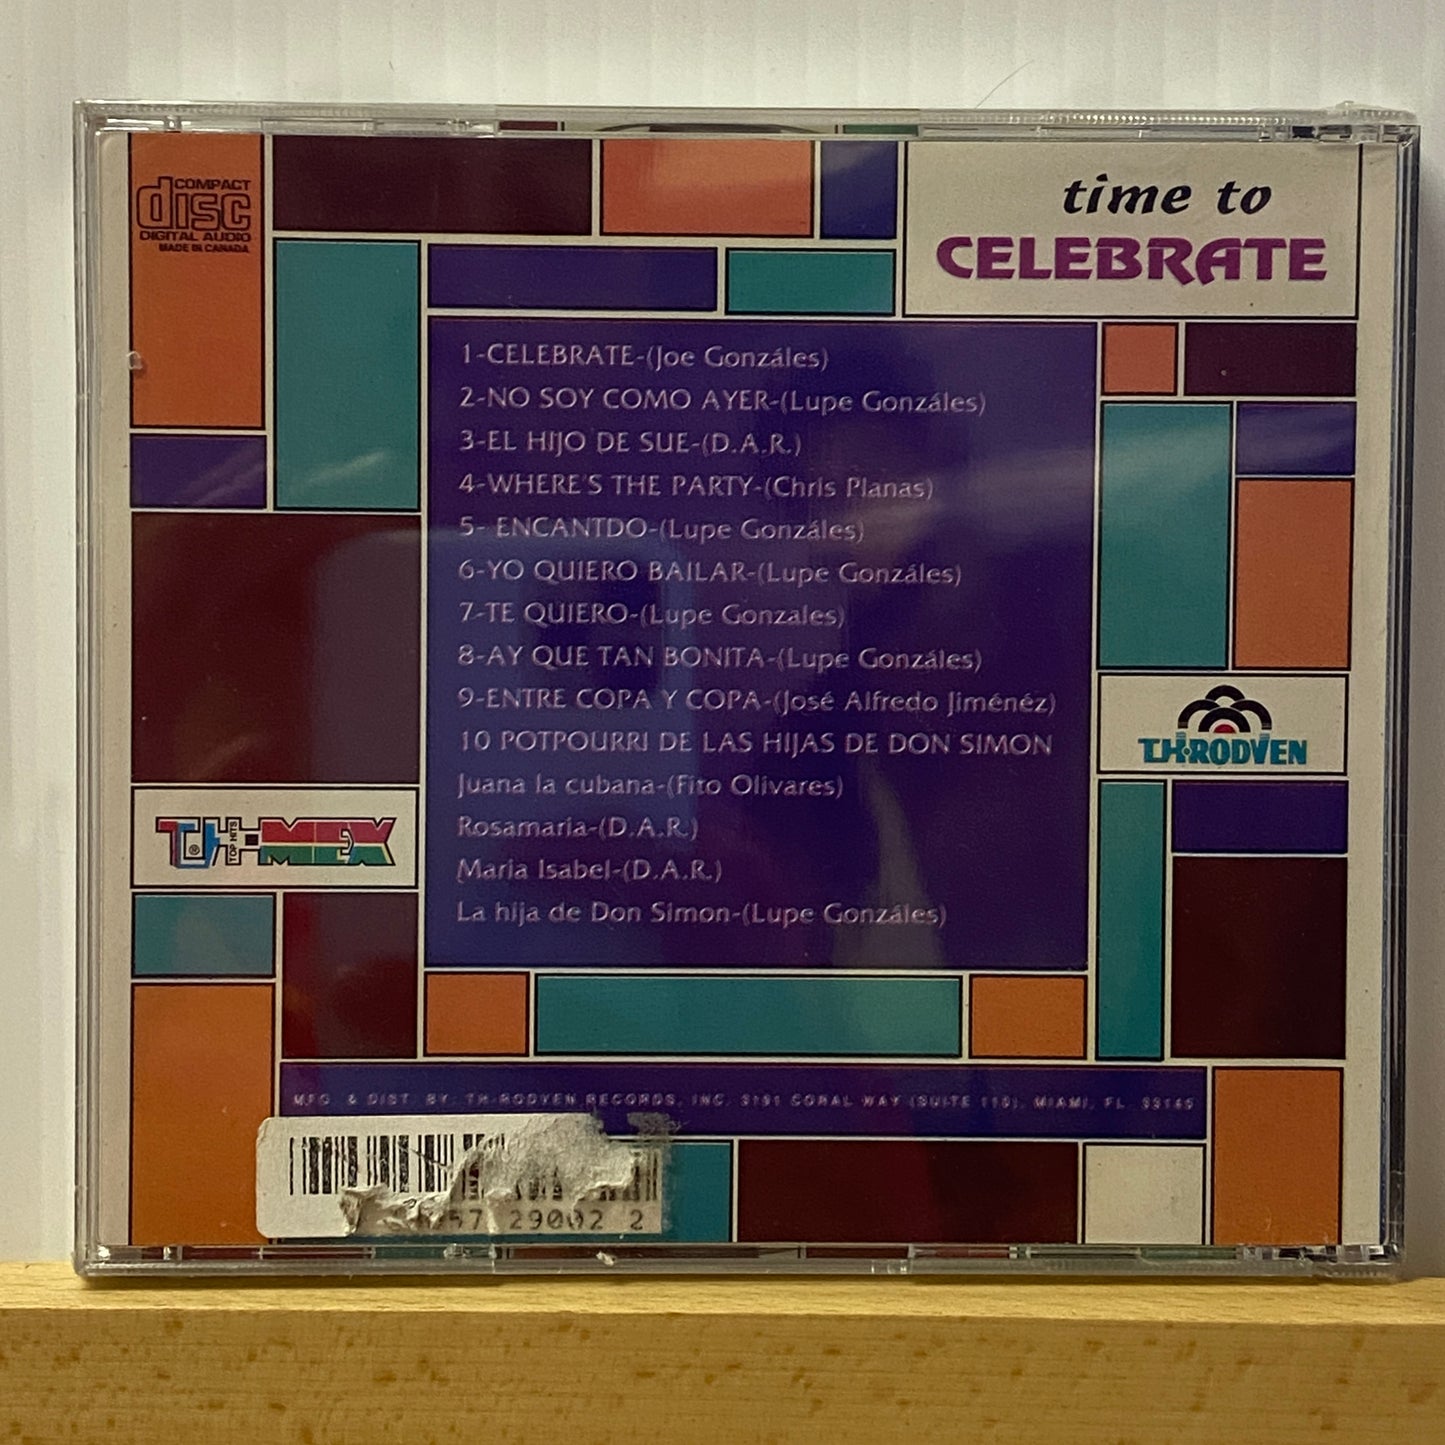 COMPACT
disc
DIGITAL AUDIO
MADE IN CANADA
time to
CELEBRATE
1-CELEBRATE-(Joe Gonzáles)
2-NO SOY COMO AYER-(Lupe Gonzáles)
3-EL HIJO DE SUE-(D.A.R.)
4-WHERE'S THE PARTY-(Chris Planas)
5- ENCANTDO-(Lupe Gonzáles)
6-YO QUIERO BAILAR-(Lupe Gonzáles)
7-TE QUIERO-(Lupe Gonzales)
8-AY QUE TAN BONITA-(Lupe Gonzáles)
9-ENTRE COPA Y COPA-(José Alfredo Jiménéz)
10 POTPOURRI DE LAS HIJAS DE DON SIMON
Juana la cubana-(Fito Olivares)
Rosamaria-(D.A.R.)
Maria Isabel-(D.A.R.)
La hija de Don Simon-(Lupe Gonzáles)
TH-RODVEN
TH-MEX
TOP HITS
®
MFG. & DIST. BY: TH-RODVEN RECORDS, INC. 3191 CORAL WAY (SUITE 110), MIAMI, FL. 33145
57 29002 2